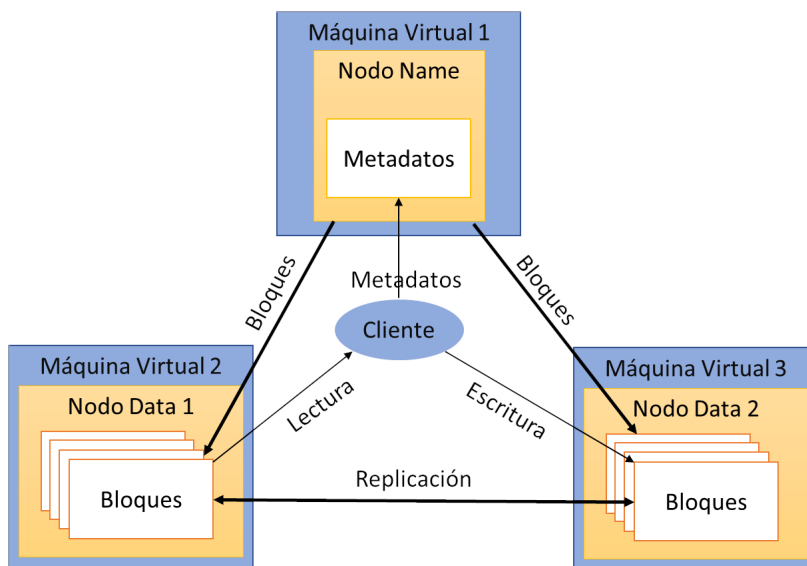 Máquina Virtual 1
Nodo Name
Metadatos
Bloques
Metadatos
Bloques
Cliente
Máquina Virtual 2
Nodo Data 1
Bloques
Lectura
Escritura
Máquina Virtual 3
Nodo Data 2
Bloques
Replicación